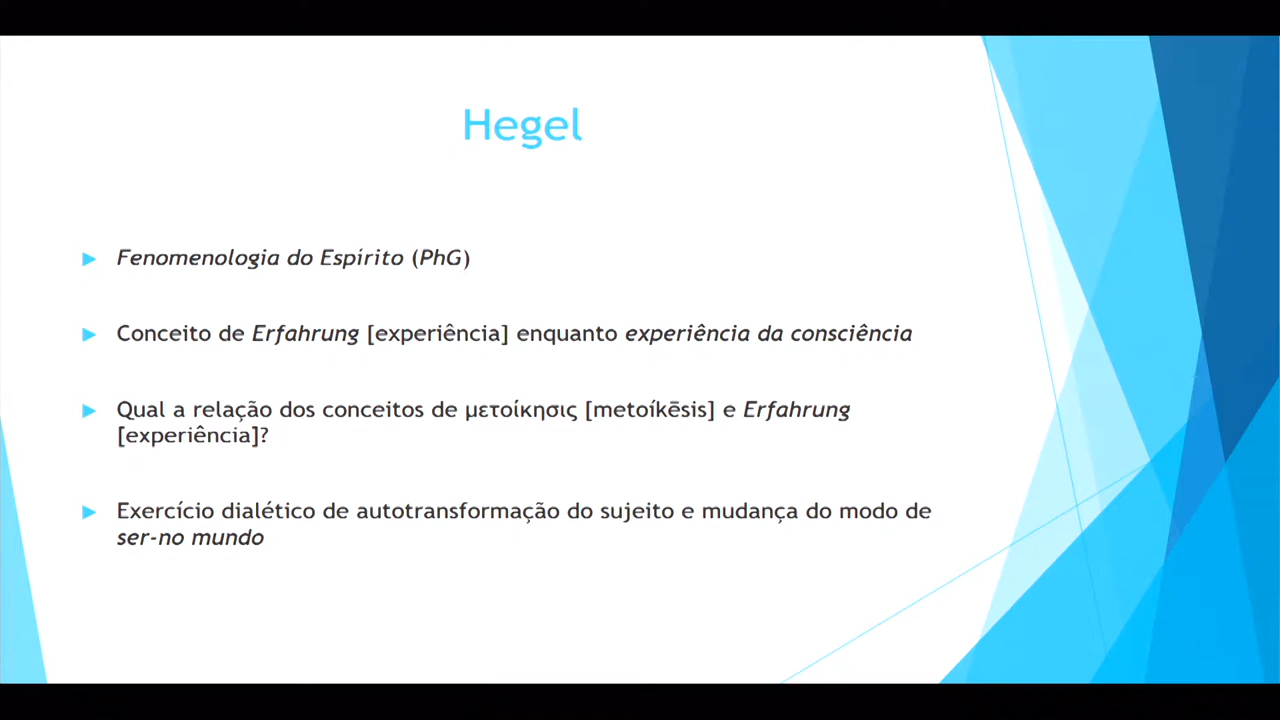 Hegel
Fenomenologia do Espírito (PhG)
Conceito de Erfahrung [experiência] enquanto experiência da consciência
Qual a relação dos conceitos de μετοίκησις [metoíkēsis] e Erfahrung
[experiência]?
Exercício dialético de autotransformação do sujeito e mudança do modo de
ser-no mundo